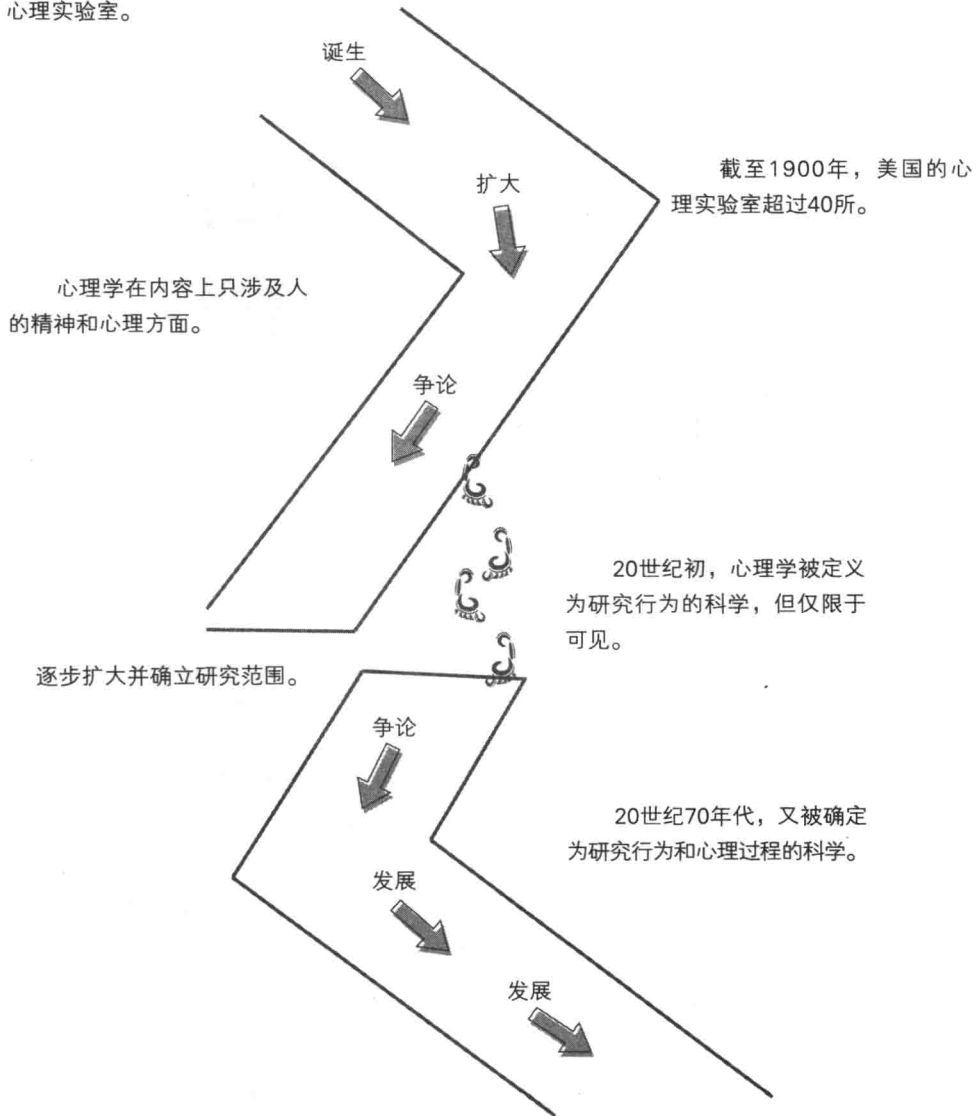 心理实验室。
诞生
扩大
截至1900年，美国的心
理实验室超过40所。
心理学在内容上只涉及人
的精神和心理方面。
争论
20世纪初，心理学被定义
为研究行为的科学，但仅限于
可见。
逐步扩大并确立研究范围。
争论
20世纪70年代，又被确定
为研究行为和心理过程的科学。
发展
发展